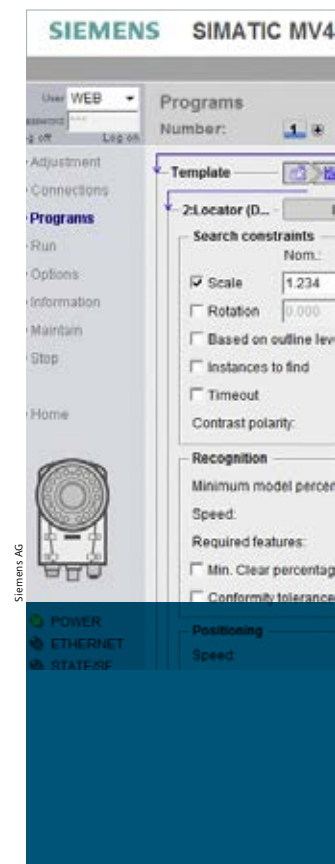 SIEMENS SIMATIC MV4
User WEB
Log on
Adjustment
Connections
Programs
Run
Options
Information
Maintain
Stop
Home
Programs
Number: 1
Template
2:Locator (D...
Search constraints
Nom.:
Scale 1.234
Rotation 0.000
Based on outline lev
Instances to find
Timeout
Contrast polarity:
Recognition
Minimum model percen
Speed:
Required features:
Min. Clear percentag
Conformity tolerance
Positioning
Speed:
POWER
ETHERNET
STATE/SF
Siemens AG